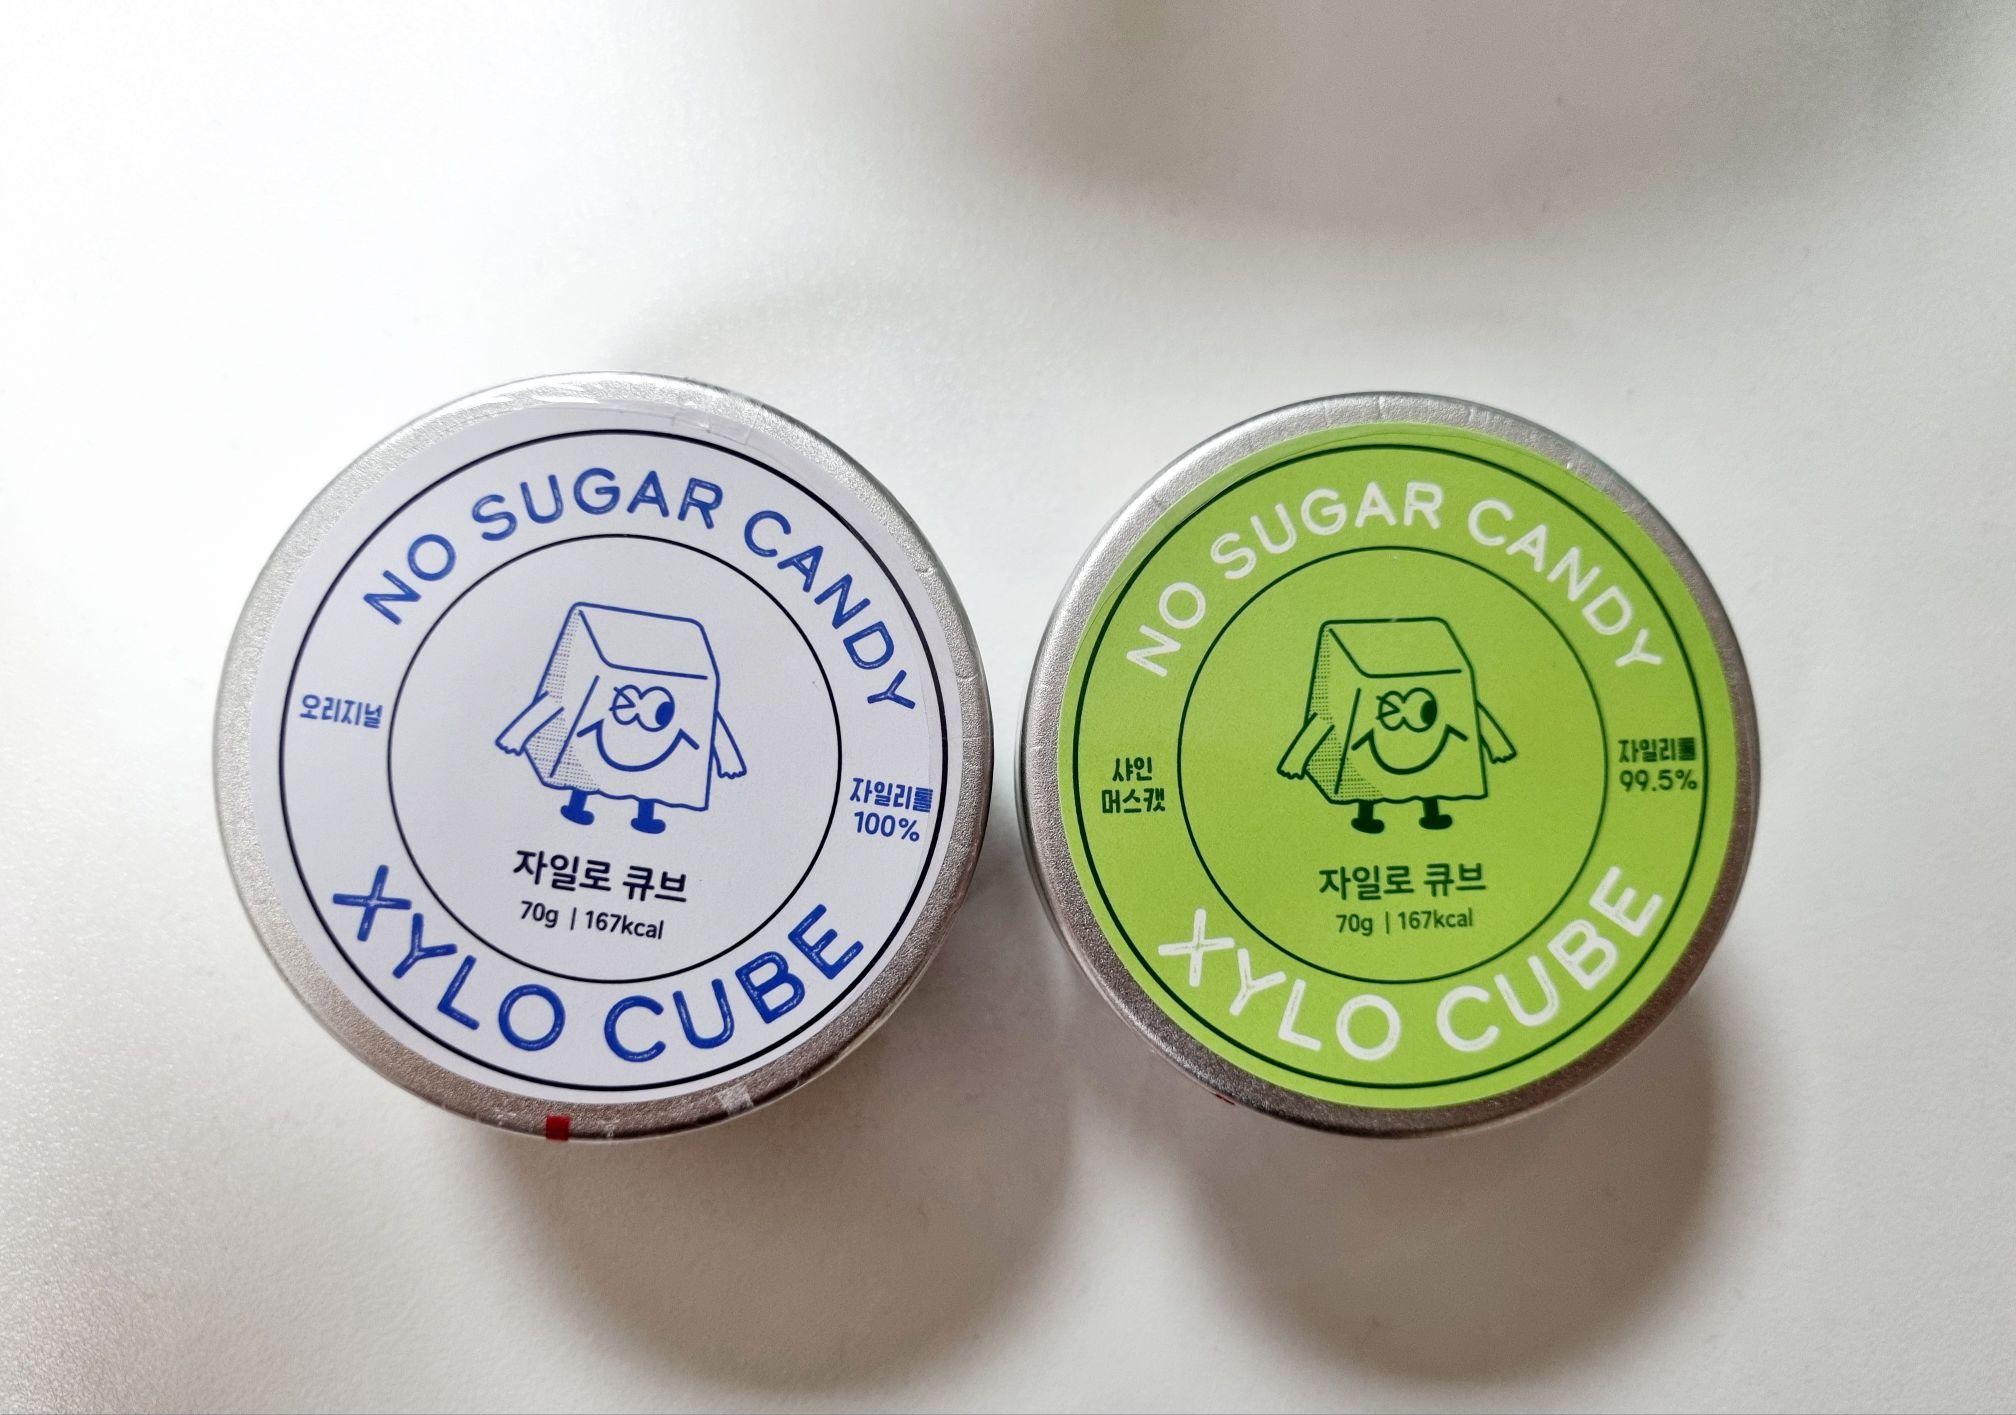 NO SUGAR CANDY
오리지널
자일리톨
100%
자일로 큐브
70g | 167kcal
XYLO CUBE
NO SUGAR CANDY
샤인
머스캣
자일리톨
99.5%
자일로 큐브
70g | 167kcal
XYLO CUBE